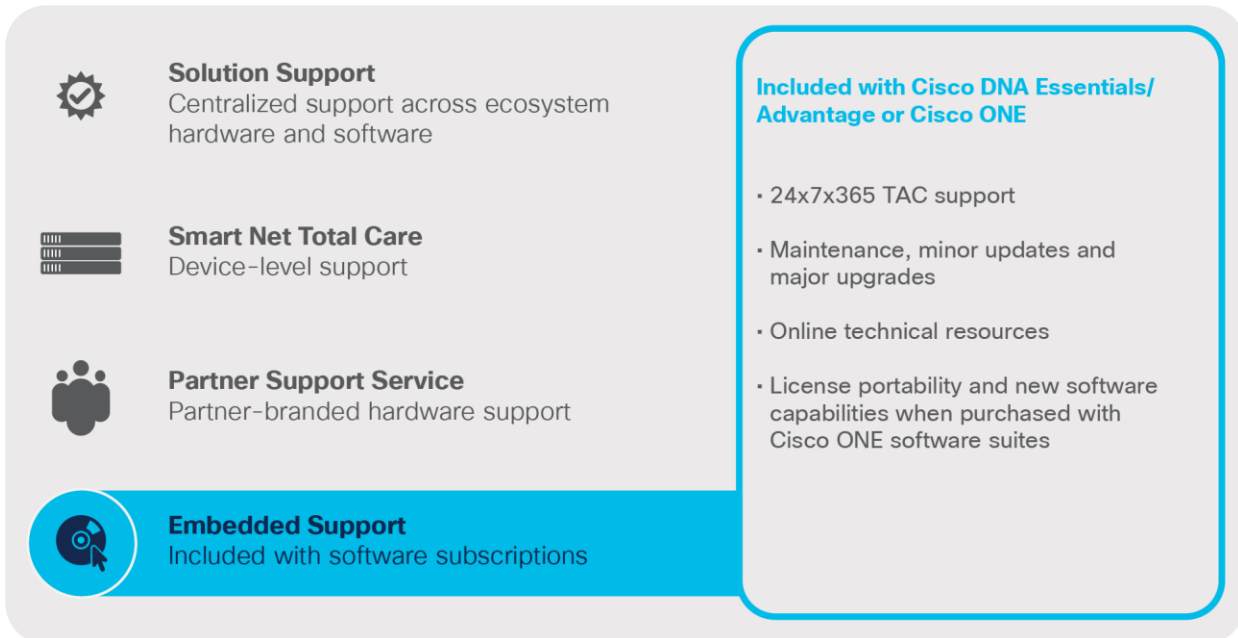 Solution Support
Centralized support across ecosystem
hardware and software
Smart Net Total Care
Device-level support
Partner Support Service
Partner-branded hardware support
Embedded Support
Included with software subscriptions
Included with Cisco DNA Essentials/
Advantage or Cisco ONE
· 24x7x365 TAC support
· Maintenance, minor updates and
major upgrades
· Online technical resources
· License portability and new software
capabilities when purchased with
Cisco ONE software suites